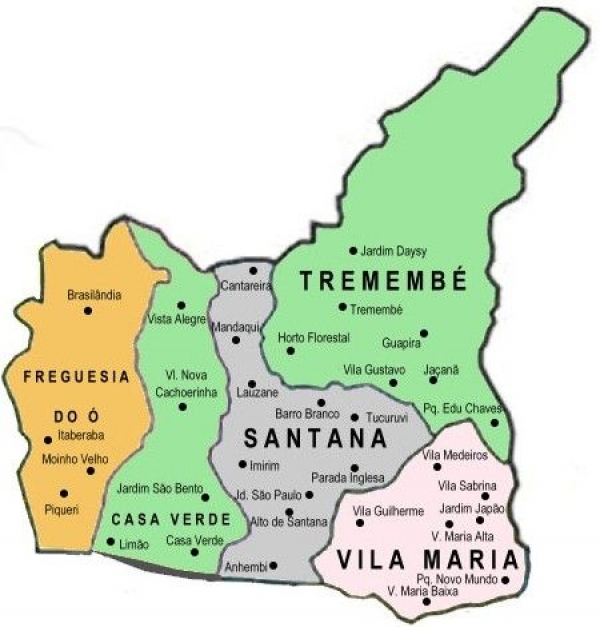 Jardim Daysy
TREMEMBÉ
Cantareira
Brasilândia
Tremembé
Vista Alegre
Mandaqui
Horto Florestal
Guapira
FREGUESIA
DO Ó
Vl. Nova
Cachoerinha
Vila Gustavo
Jaçanã
Lauzane
Barro Branco
Tucuruvi
Pq. Edu Chaves
Itaberaba
SANTANA
Moinho Velho
Imirim
Parada Inglesa
Vila Medeiros
Jardim São Bento
Jd. São Paulo
Vila Sabrina
Piqueri
CASA VERDE
Alto de Santana
Vila Guilherme
Jardim Japão
V. Maria Alta
Limão
Casa Verde
Anhembi
VILA MARIA
Pq. Novo Mundo
V. Maria Baixa